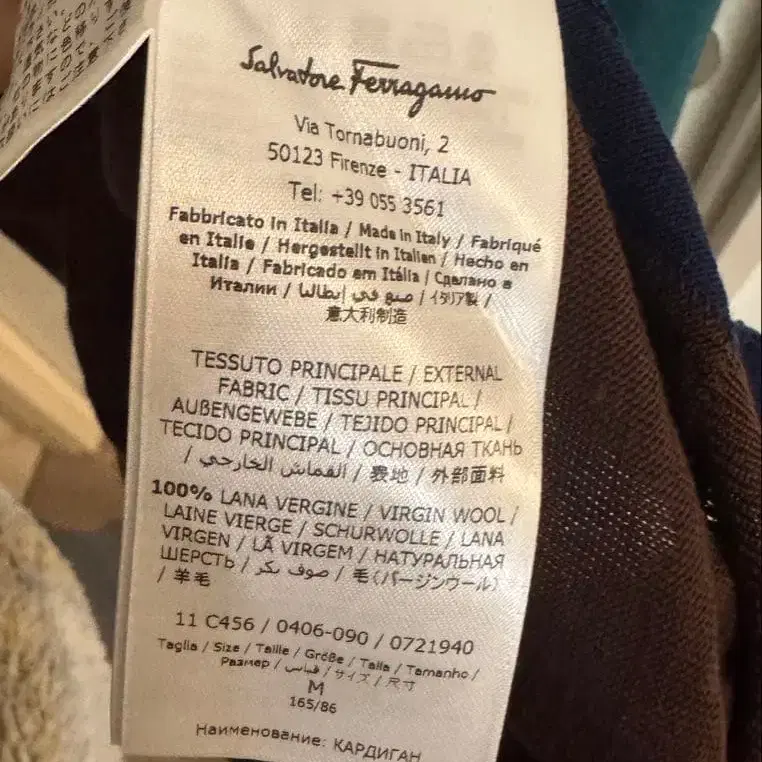 Salvatore Ferragamo
Via Tornabuoni, 2
50123 Firenze - ITALIA
Tel: +39 055 3561
Fabbricato in Italia / Made in Italy / Fabriqué
en Italie / Hergestellt in Italien / Hecho en
Italia / Fabricado em Itália / Сделано в
Италии / صنع في إيطاليا / イタリア製 /
意大利制造
TESSUTO PRINCIPALE / EXTERNAL
FABRIC / TISSU PRINCIPAL /
AUßENGEWEBE / TEJIDO PRINCIPAL /
TECIDO PRINCIPAL / ОСНОВНАЯ ТКАНЬ
/ القماش الخارجي / 表地 / 外部面料
100% LANA VERGINE / VIRGIN WOOL /
LAINE VIERGE / SCHURWOLLE / LANA
VIRGEN / LÃ VIRGEM / НАТУРАЛЬНАЯ
ШЕРСТЬ / صوف بكر / 毛(バージンウール)
/ 羊毛
11 C456 / 0406-090 / 0721940
Taglia / Size / Taille / Größe / Talla / Tamanho /
Размер / قياس / サイズ / 尺寸
M
165/86
Наименование: КАРДИГАН